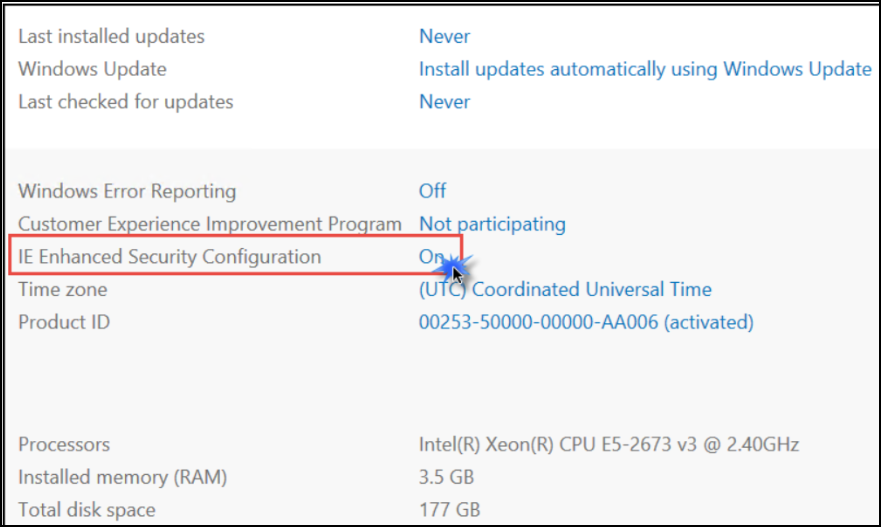 Last installed updates Never
Windows Update Install updates automatically using Windows Update
Last checked for updates Never
Windows Error Reporting Off
Customer Experience Improvement Program Not participating
IE Enhanced Security Configuration On
Time zone (UTC) Coordinated Universal Time
Product ID 00253-50000-00000-AA006 (activated)
Processors Intel(R) Xeon(R) CPU E5-2673 v3 @ 2.40GHz
Installed memory (RAM) 3.5 GB
Total disk space 177 GB